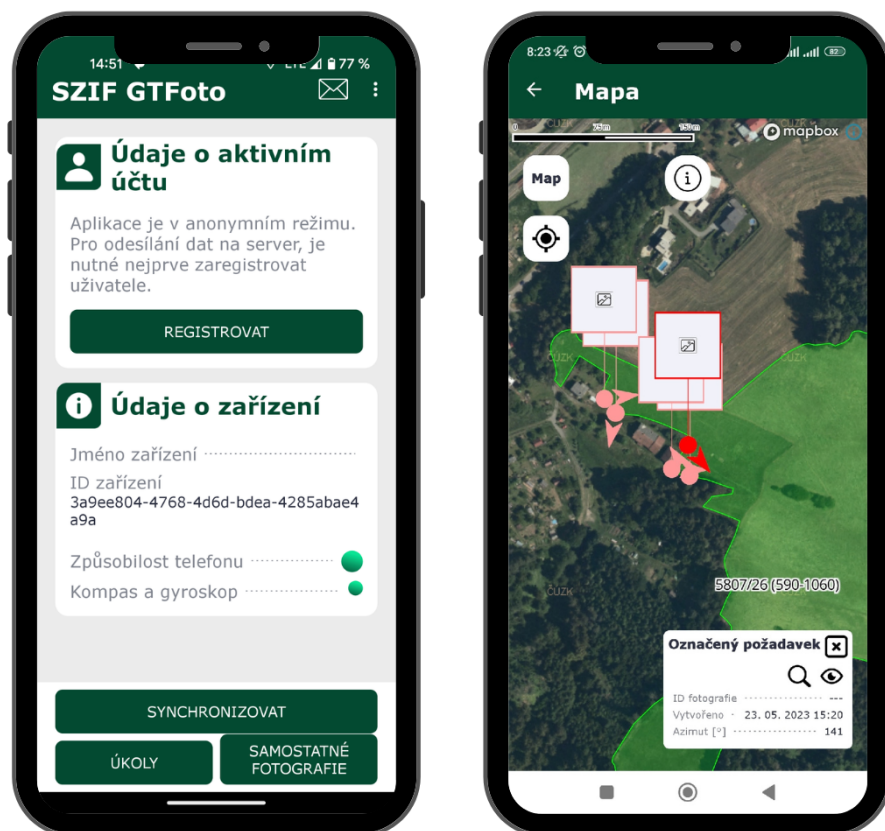 14:51 LTE 77 %
SZIF GTFoto
Údaje o aktivním
účtu
Aplikace je v anonymním režimu.
Pro odesílání dat na server, je
nutné nejprve zaregistrovat
uživatele.
REGISTROVAT
Údaje o zařízení
Jméno zařízení
ID zařízení
3a9ee804-4768-4d6d-bdea-4285abae4
a9a
Způsobilost telefonu
Kompas a gyroskop
SYNCHRONIZOVAT
ÚKOLY
SAMOSTATNÉ
FOTOGRAFIE
8:23 82
Mapa
0 75m 150m
mapbox
Map
ČÚZK
ČÚZK
ČÚZK
5807/26 (590-1060)
Označený požadavek
ID fotografie ---
Vytvořeno 23. 05. 2023 15:20
Azimut [°] 141